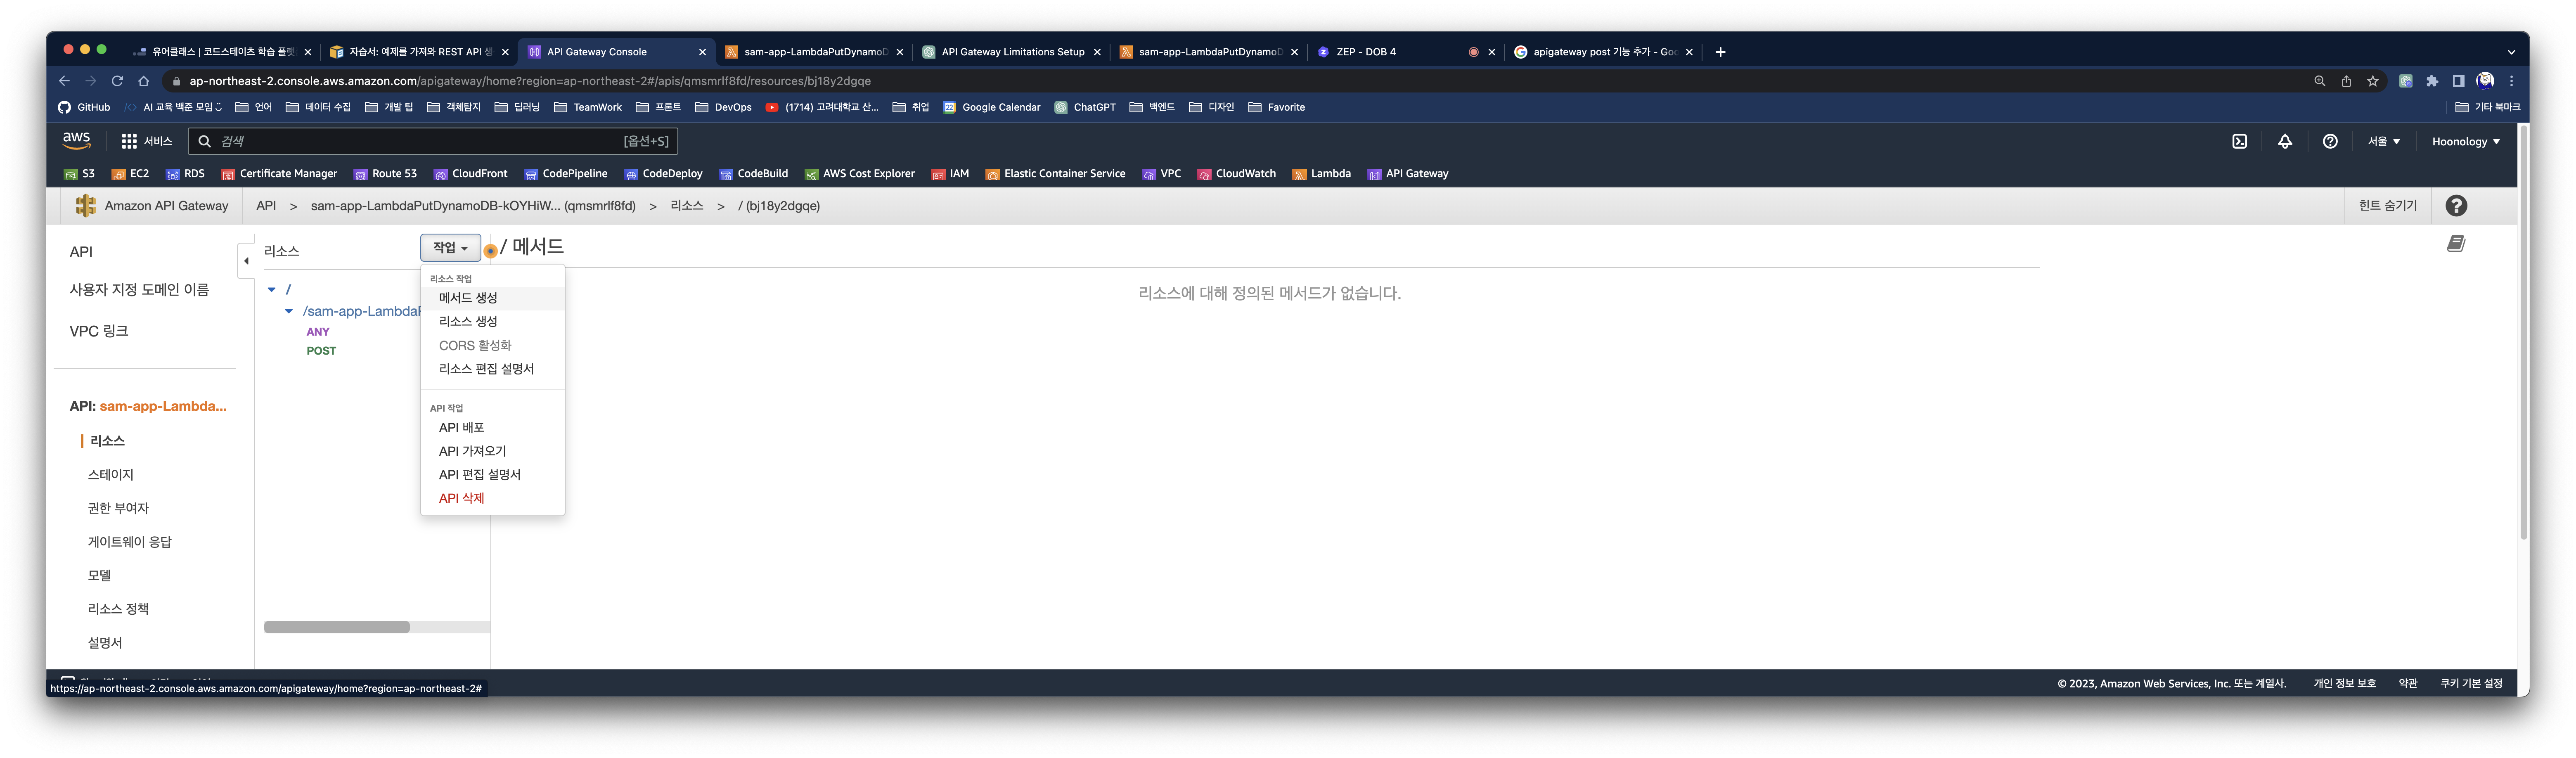 유어클래스 | 코드스테이츠 학습 플랫
자습서: 예제를 가져와 REST API 생
API Gateway Console
sam-app-LambdaPutDynamoD
API Gateway Limitations Setup
sam-app-LambdaPutDynamoD
ZEP - DOB 4
apigateway post 기능 추가 - Goo
ap-northeast-2.console.aws.amazon.com/apigateway/home?region=ap-northeast-2#/apis/qmsmrlf8fd/resources/bj18y2dgqe
GitHub
AI 교육 백준 모임
언어
데이터 수집
개발 팁
객체탐지
딥러닝
TeamWork
프론트
DevOps
(1714) 고려대학교 산...
취업
Google Calendar
ChatGPT
백엔드
디자인
Favorite
기타 북마크
aws
서비스
검색
[옵션+S]
서울
Hoonology
S3
EC2
RDS
Certificate Manager
Route 53
CloudFront
CodePipeline
CodeDeploy
CodeBuild
AWS Cost Explorer
IAM
Elastic Container Service
VPC
CloudWatch
Lambda
API Gateway
Amazon API Gateway
API > sam-app-LambdaPutDynamoDB-kOYHiW... (qmsmrlf8fd) > 리소스 > / (bj18y2dgqe)
힌트 숨기기
API
사용자 지정 도메인 이름
VPC 링크
API: sam-app-Lambda...
리소스
스테이지
권한 부여자
게이트웨이 응답
모델
리소스 정책
설명서
리소스
작업
/
/sam-app-LambdaP
ANY
POST
리소스 작업
메서드 생성
리소스 생성
CORS 활성화
리소스 편집 설명서
API 작업
API 배포
API 가져오기
API 편집 설명서
API 삭제
/ 메서드
리소스에 대해 정의된 메서드가 없습니다.
https://ap-northeast-2.console.aws.amazon.com/apigateway/home?region=ap-northeast-2#
© 2023, Amazon Web Services, Inc. 또는 계열사.
개인 정보 보호
약관
쿠키 기본 설정